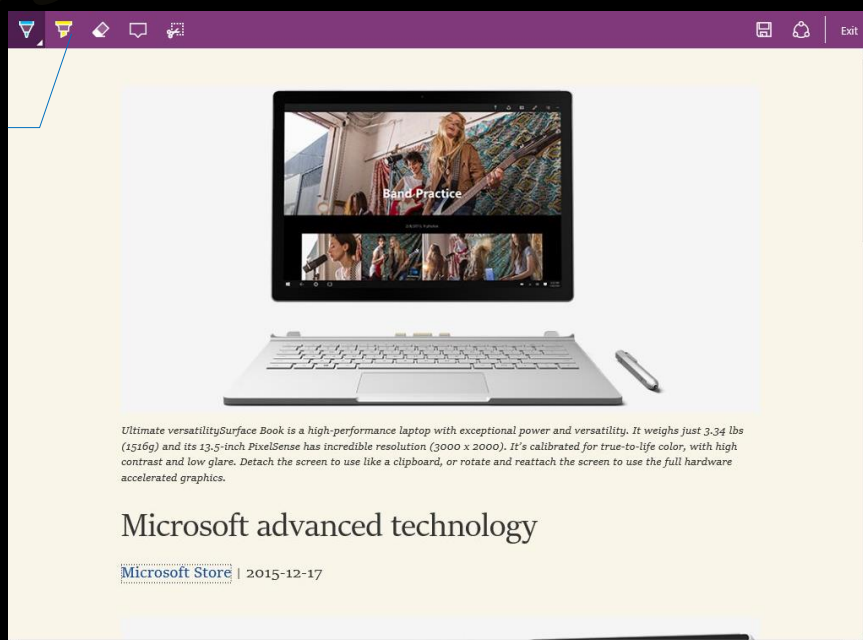 Exit
Band Practice
Ultimate versatilitySurface Book is a high-performance laptop with exceptional power and versatility. It weighs just 3.34 lbs
(1516g) and its 13.5-inch PixelSense has incredible resolution (3000 x 2000). It's calibrated for true-to-life color, with high
contrast and low glare. Detach the screen to use like a clipboard, or rotate and reattach the screen to use the full hardware
accelerated graphics.
Microsoft advanced technology
Microsoft Store | 2015-12-17